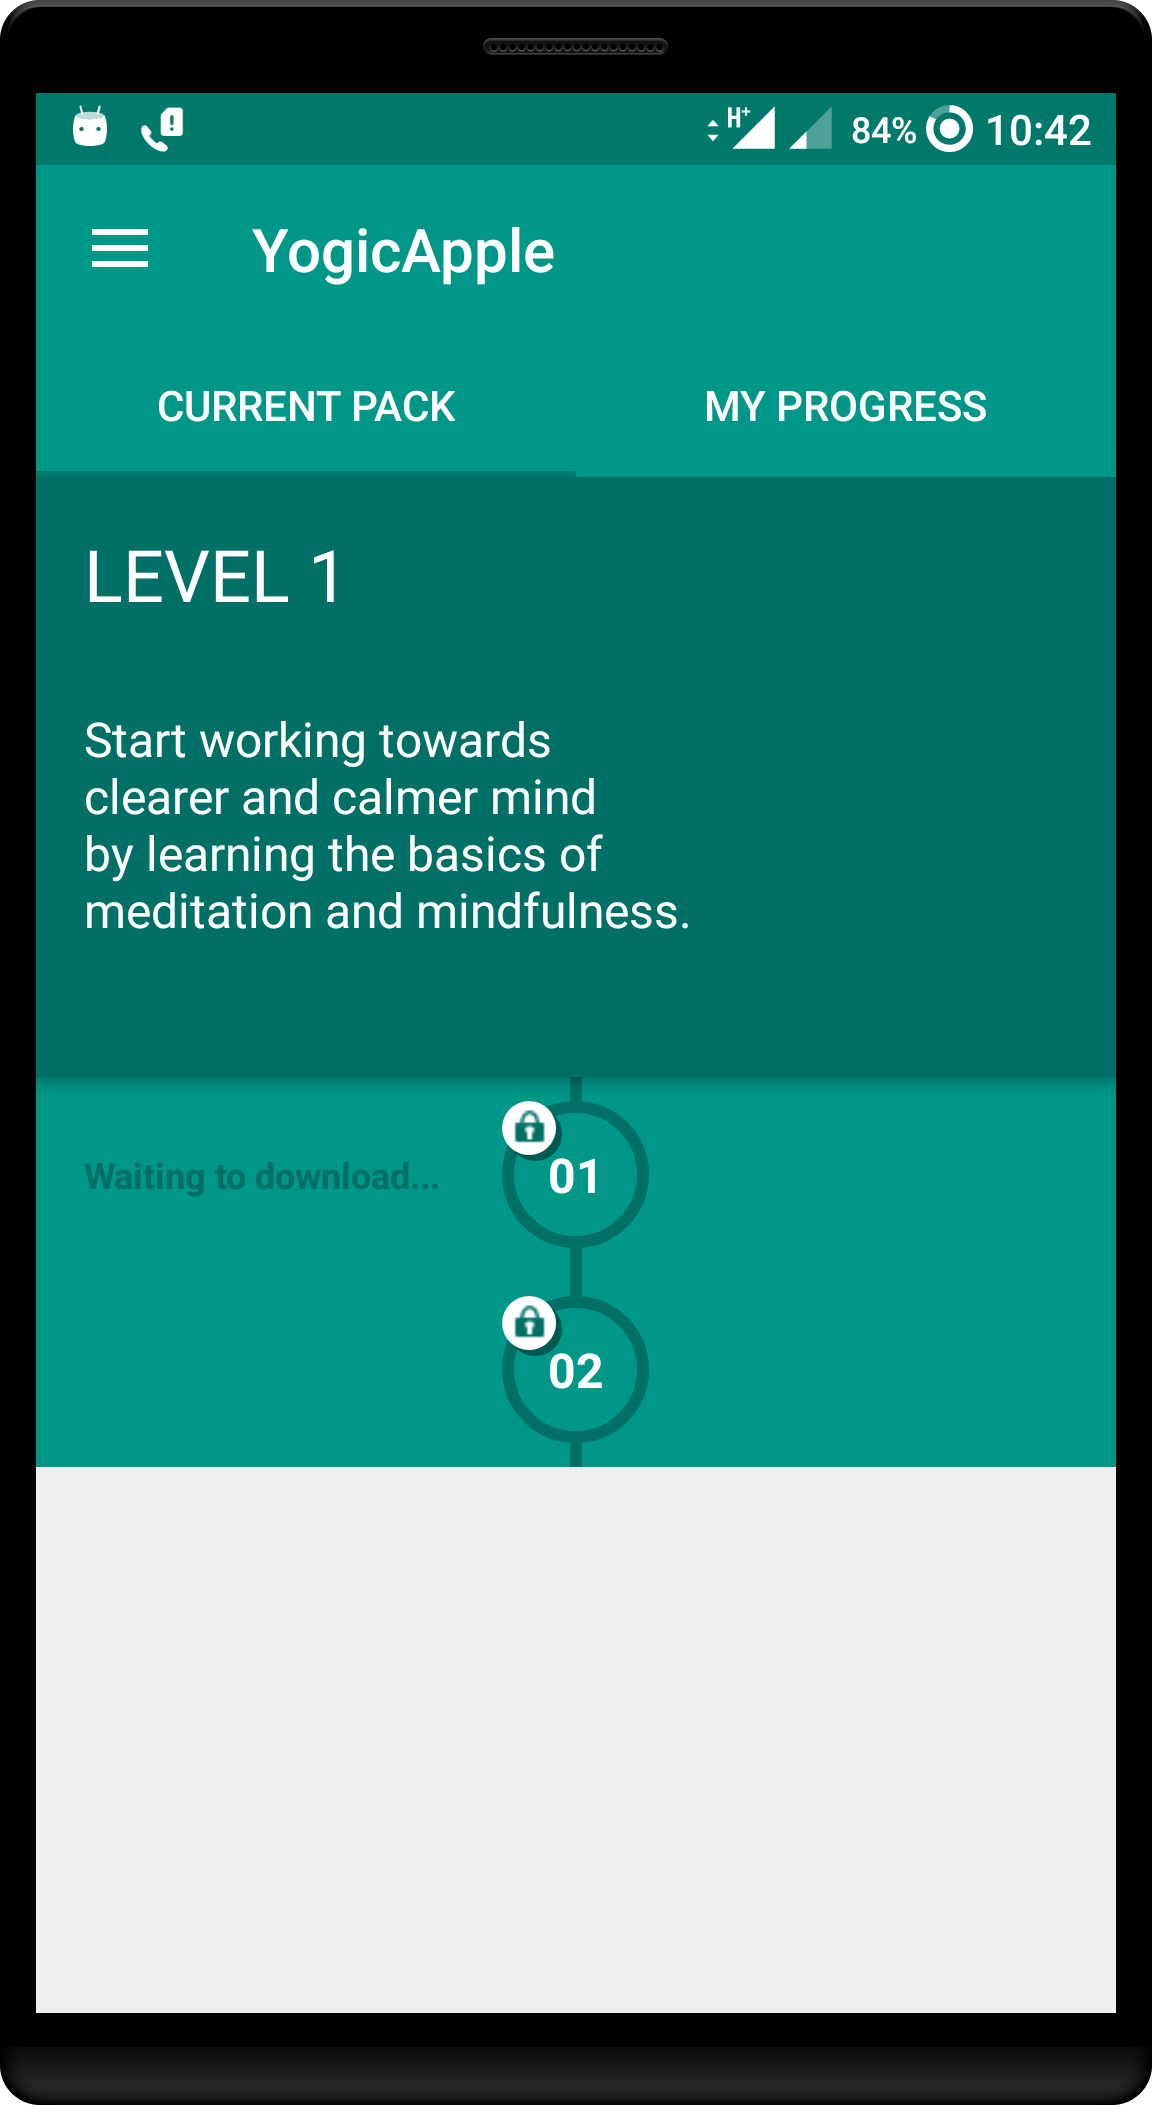 H+ 84% 10:42
YogicApple
CURRENT PACK MY PROGRESS
LEVEL 1
Start working towards
clearer and calmer mind
by learning the basics of
meditation and mindfulness.
Waiting to download... 01
02